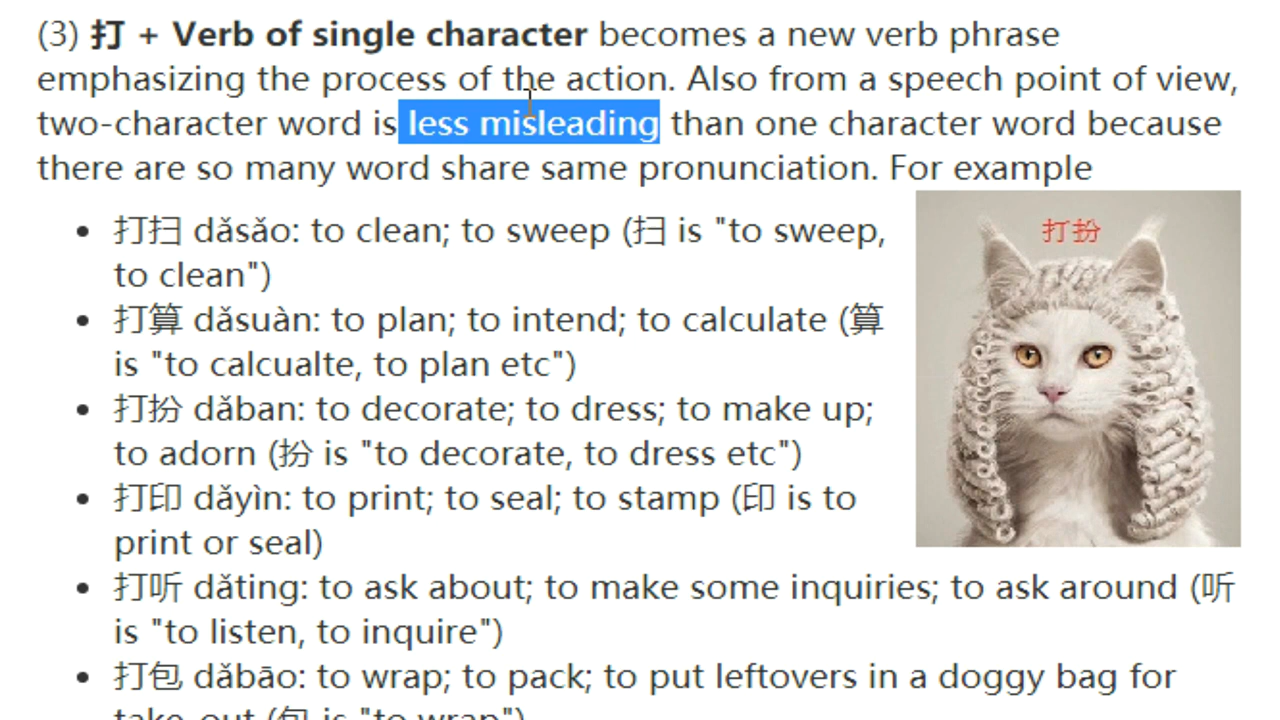 (3) 打 + Verb of single character becomes a new verb phrase
emphasizing the process of the action. Also from a speech point of view,
two-character word is less misleading than one character word because
there are so many word share same pronunciation. For example
• 打扫 dǎsǎo: to clean; to sweep (扫 is "to sweep,
to clean")
• 打算 dǎsuàn: to plan; to intend; to calculate (算
is "to calcualte, to plan etc")
• 打扮 dǎban: to decorate; to dress; to make up;
to adorn (扮 is "to decorate, to dress etc")
• 打印 dǎyìn: to print; to seal; to stamp (印 is to
print or seal)
打扮
• 打听 dǎting: to ask about; to make some inquiries; to ask around (听
is "to listen, to inquire")
• 打包 dǎbāo: to wrap; to pack; to put leftovers in a doggy bag for
take-out (包 is "to wrap")